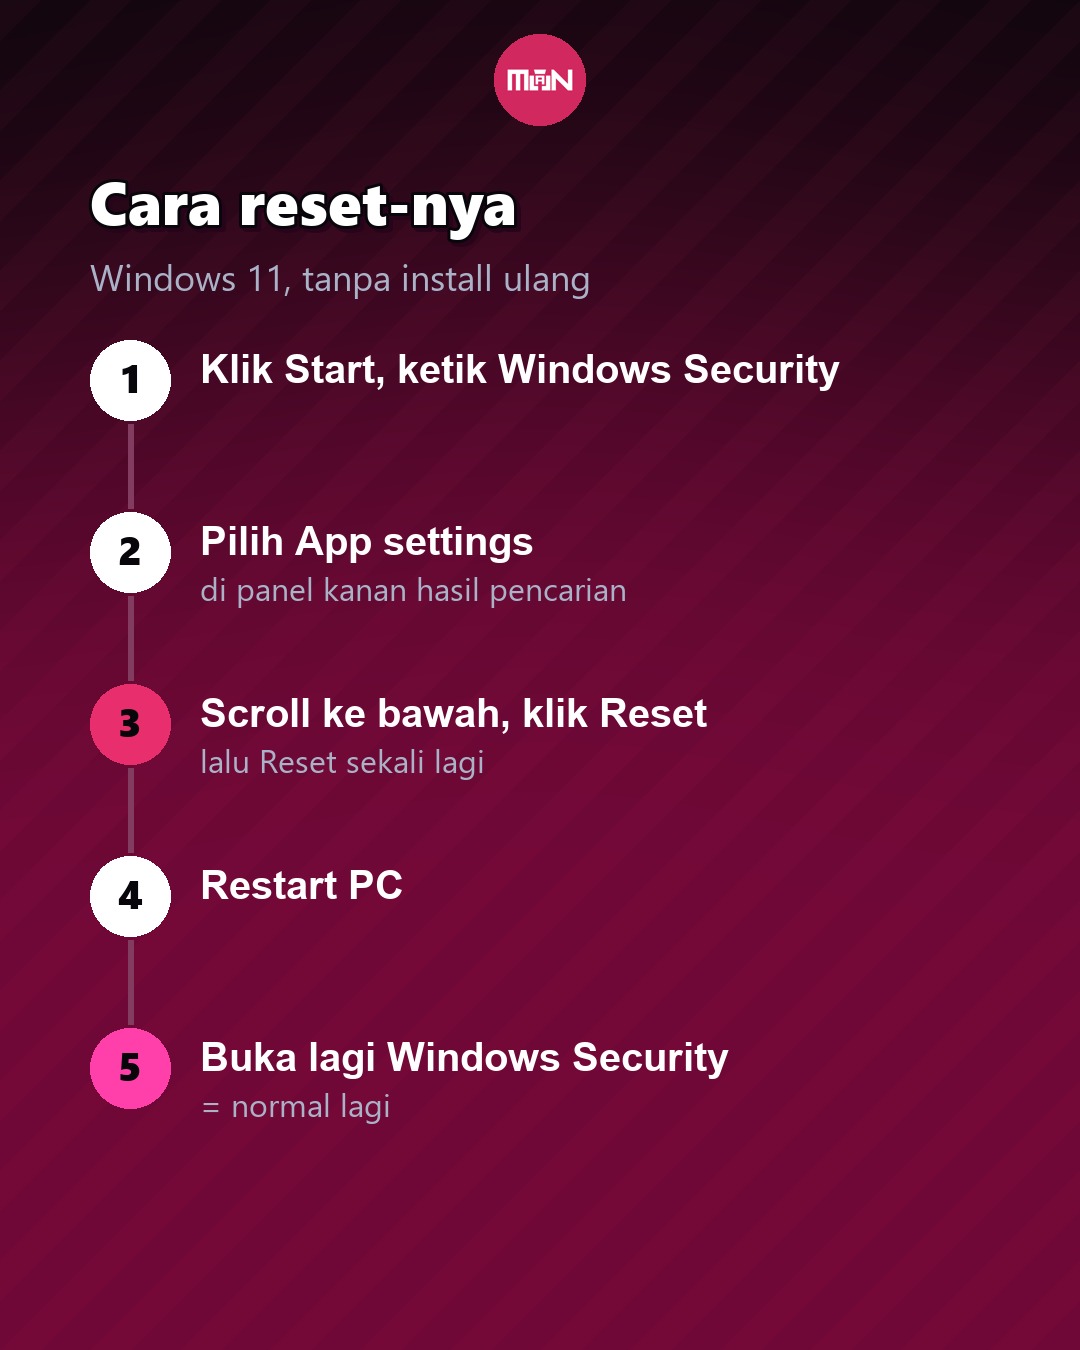 MAIN
Cara reset-nya
Windows 11, tanpa install ulang
1
Klik Start, ketik Windows Security
2
Pilih App settings
di panel kanan hasil pencarian
3
Scroll ke bawah, klik Reset
lalu Reset sekali lagi
4
Restart PC
5
Buka lagi Windows Security
= normal lagi